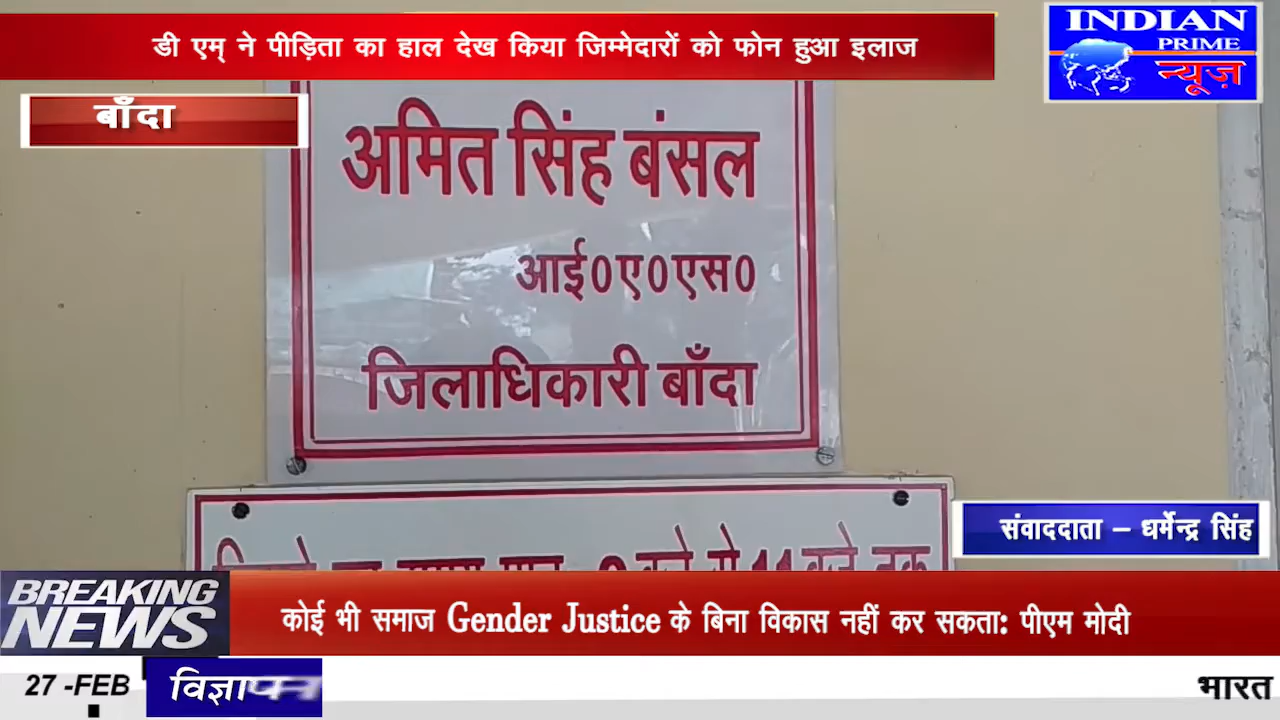 डी एम् ने पीड़िता का हाल देख किया जिम्मेदारों को फोन हुआ इलाज
INDIAN
PRIME
न्यूज़
बाँदा
अमित सिंह बंसल
आई0ए0एस0
जिलाधिकारी बाँदा
संवाददाता – धर्मेन्द्र सिंह
BREAKING
NEWS
कोई भी समाज Gender Justice के बिना विकास नहीं कर सकता: पीएम मोदी
27 -FEB
विज्ञापन
भारत